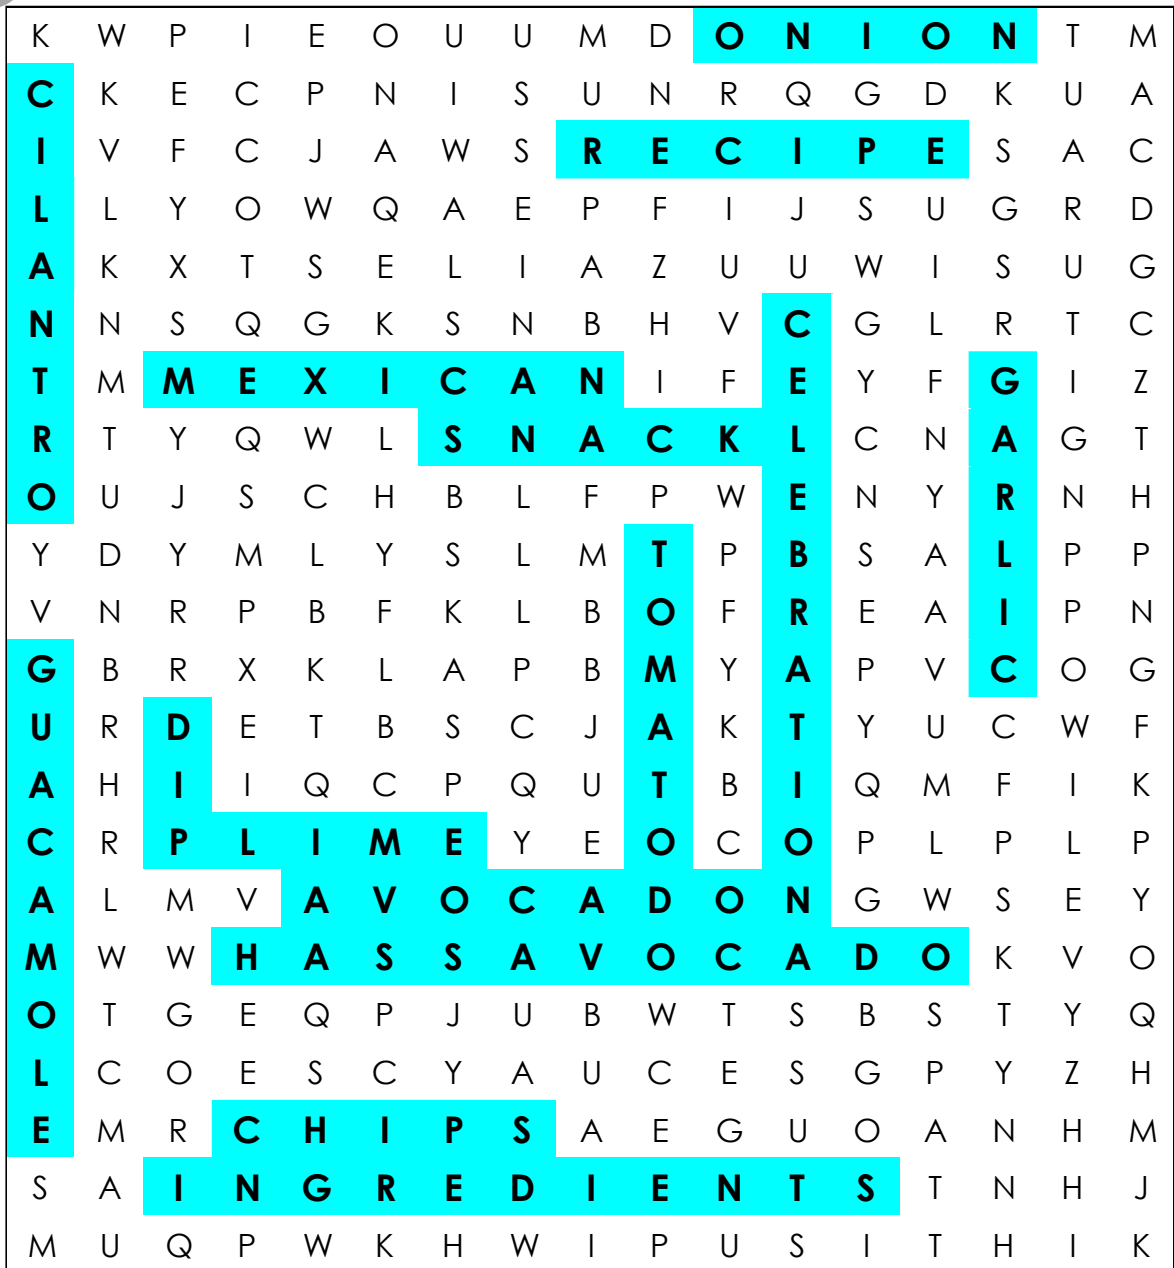 K W P I E O U U M D O N I O N T M
C K E C P N I S U N R Q G D K U A
I V F C J A W S R E C I P E S A C
L L Y O W Q A E P F I J S U G R D
A K X T S E L I A Z U U W I S U G
N N S Q G K S N B H V C G L R T C
T M M E X I C A N I F E Y F G I Z
R T Y Q W L S N A C K L C N A G T
O U J S C H B L F P W E N Y R N H
Y D Y M L Y S L M T P B S A L P P
V N R P B F K L B O F R E A I P N
G B R X K L A P B M Y A P V C O G
U R D E T B S C J A K T Y U C W F
A H I I Q C P Q U T B I Q M F I K
C R P L I M E Y E O C O P L P L P
A L M V A V O C A D O N G W S E Y
M W W H A S S A V O C A D O K V O
O T G E Q P J U B W T S B S T Y Q
L C O E S C Y A U C E S G P Y Z H
E M R C H I P S A E G U O A N H M
S A I N G R E D I E N T S T N H J
M U Q P W K H W I P U S I T H I K